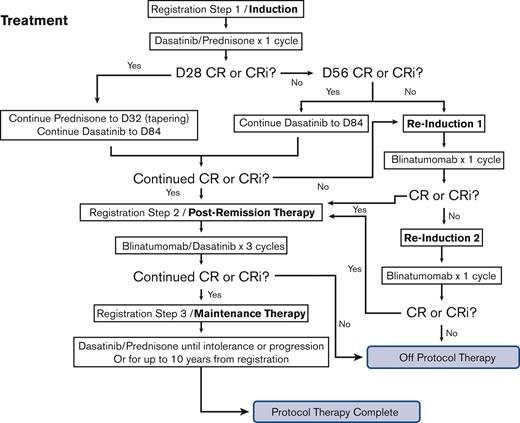 Treatment
Registration Step 1 / Induction
Dasatinib/Prednisone x 1 cycle
Yes
D28 CR or CRi?
No
D56 CR or CRi?
Yes
No
Continue Prednisone to D32 (tapering)
Continue Dasatinib to D84
Continue Dasatinib to D84
Re-Induction 1
Blinatumomab x 1 cycle
Continued CR or CRi?
No
Yes
CR or CRi?
Registration Step 2 / Post-Remission Therapy
Yes
No
Re-Induction 2
Blinatumomab/Dasatinib x 3 cycles
Yes
Blinatumomab x 1 cycle
Continued CR or CRi?
Yes
Registration Step 3 / Maintenance Therapy
No
CR or CRi?
No
Dasatinib/Prednisone until intolerance or progression
Or for up to 10 years from registration
Off Protocol Therapy
Protocol Therapy Complete